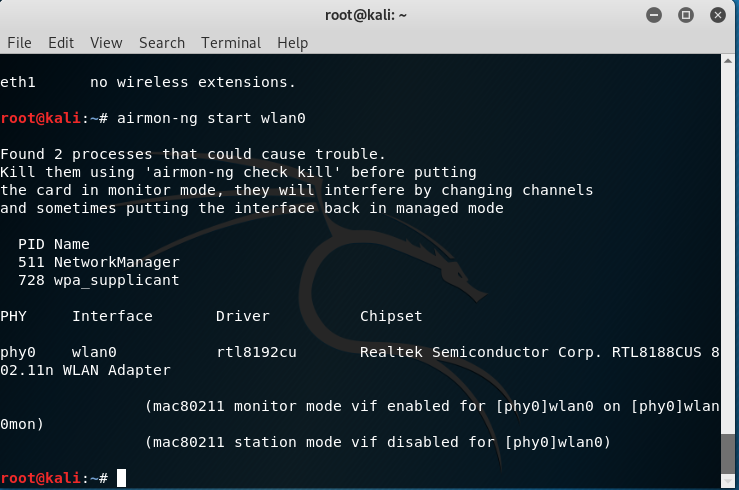 root@kali: ~
File Edit View Search Terminal Help
eth1      no wireless extensions.
root@kali:~# airmon-ng start wlan0
Found 2 processes that could cause trouble.
Kill them using 'airmon-ng check kill' before putting
the card in monitor mode, they will interfere by changing channels
and sometimes putting the interface back in managed mode
  PID Name
  511 NetworkManager
  728 wpa_supplicant
PHY     Interface       Driver          Chipset
phy0    wlan0           rtl8192cu       Realtek Semiconductor Corp. RTL8188CUS 8
02.11n WLAN Adapter
                (mac80211 monitor mode vif enabled for [phy0]wlan0 on [phy0]wlan
0mon)
                (mac80211 station mode vif disabled for [phy0]wlan0)
root@kali:~#